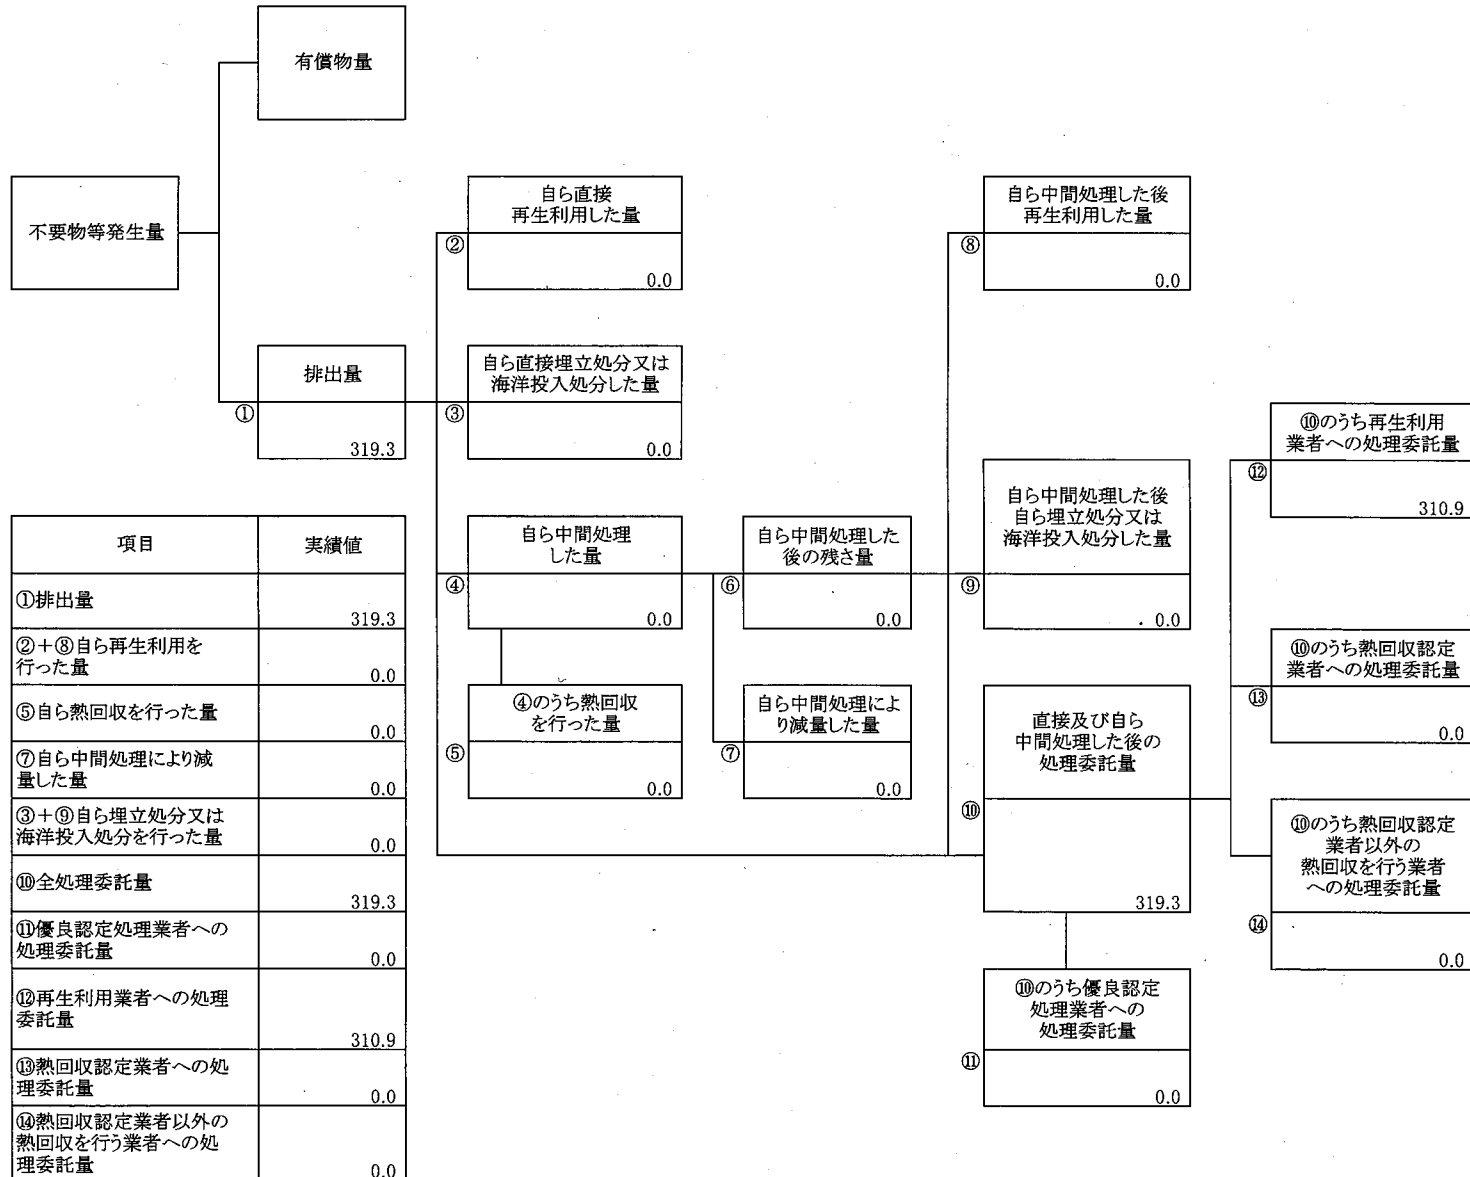 有償物量
不要物等発生量
排出量
①
319.3
自ら直接
再生利用した量
②
0.0
自ら直接埋立処分又は
海洋投入処分した量
③
0.0
自ら中間処理
した量
④
0.0
④のうち熱回収
を行った量
⑤
0.0
自ら中間処理した
後の残さ量
⑥
0.0
自ら中間処理によ
り減量した量
⑦
0.0
自ら中間処理した後
再生利用した量
⑧
0.0
自ら中間処理した後
自ら埋立処分又は
海洋投入処分した量
⑨
0.0
直接及び自ら
中間処理した後の
処理委託量
⑩
319.3
⑩のうち優良認定
処理業者への
処理委託量
⑪
0.0
⑩のうち再生利用
業者への処理委託量
⑫
310.9
⑩のうち熱回収認定
業者への処理委託量
⑬
0.0
⑩のうち熱回収認定
業者以外の
熱回収を行う業者
への処理委託量
⑭
0.0
項目 実績値
①排出量
319.3
②+⑧自ら再生利用を
行った量
0.0
⑤自ら熱回収を行った量
0.0
⑦自ら中間処理により減
量した量
0.0
③+⑨自ら埋立処分又は
海洋投入処分を行った量
0.0
⑩全処理委託量
319.3
⑪優良認定処理業者への
処理委託量
0.0
⑫再生利用業者への処理
委託量
310.9
⑬熱回収認定業者への処
理委託量
0.0
⑭熱回収認定業者以外の
熱回収を行う業者への処
理委託量
0.0